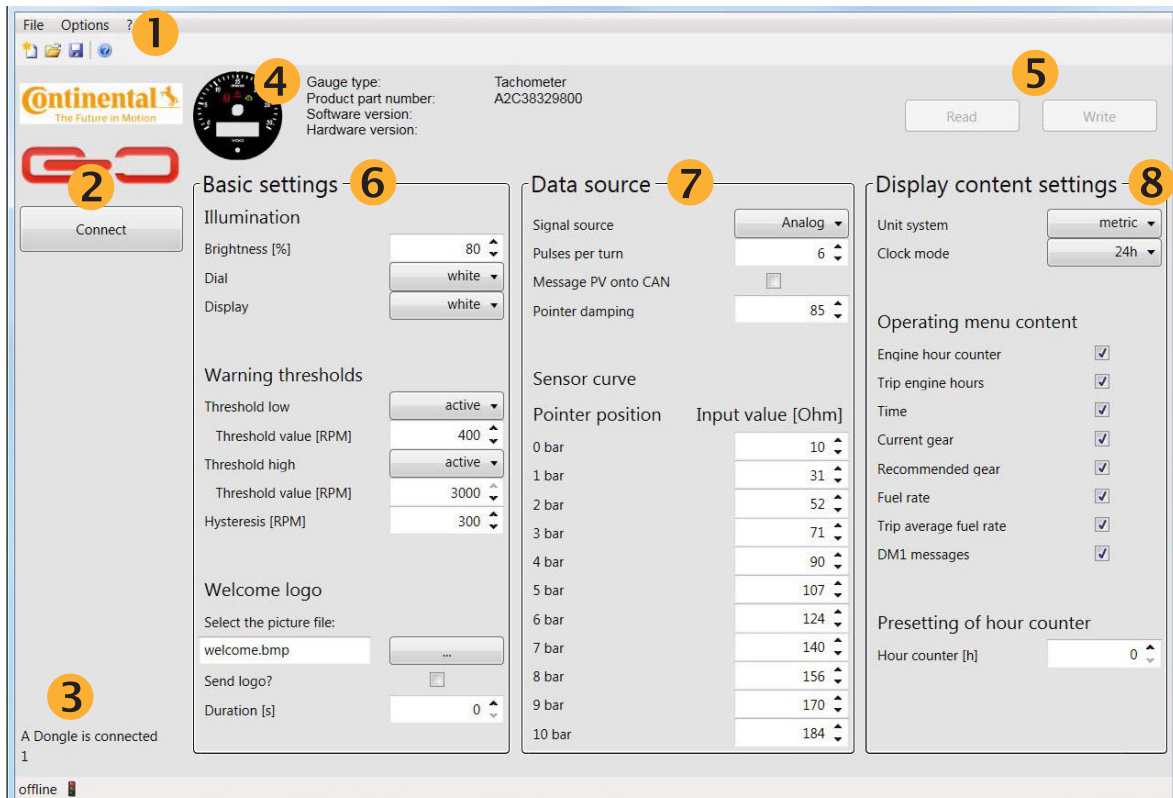 File Options ?
1
Continental
The Future in Motion
4
Gauge type: Tachometer
Product part number: A2C38329800
Software version:
Hardware version:
5
Read Write
2
Connect
3
A Dongle is connected
1
offline
Basic settings 6
Illumination
Brightness [%] 80
Dial white
Display white
Warning thresholds
Threshold low active
Threshold value [RPM] 400
Threshold high active
Threshold value [RPM] 3000
Hysteresis [RPM] 300
Welcome logo
Select the picture file:
welcome.bmp ...
Send logo?
Duration [s] 0
Data source 7
Signal source Analog
Pulses per turn 6
Message PV onto CAN
Pointer damping 85
Sensor curve
Pointer position Input value [Ohm]
0 bar 10
1 bar 31
2 bar 52
3 bar 71
4 bar 90
5 bar 107
6 bar 124
7 bar 140
8 bar 156
9 bar 170
10 bar 184
Display content settings 8
Unit system metric
Clock mode 24h
Operating menu content
Engine hour counter
Trip engine hours
Time
Current gear
Recommended gear
Fuel rate
Trip average fuel rate
DM1 messages
Presetting of hour counter
Hour counter [h] 0